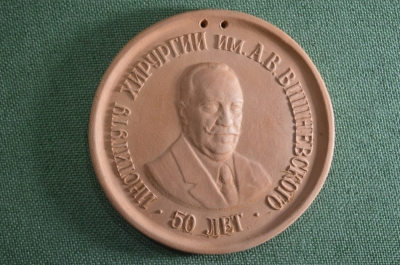 ИНСТИТУТУ ХИРУРГИИ ИМ. А.В. ВИШНЕВСКОГО
· 50 ЛЕТ ·